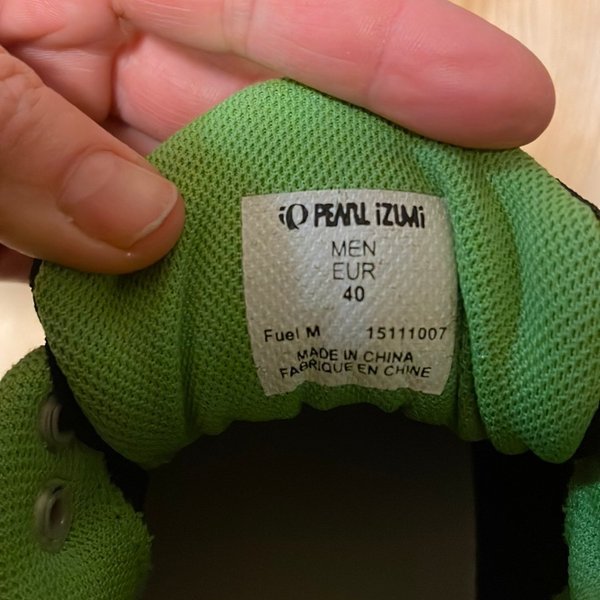 PEARL iZUMi
MEN
EUR
40
Fuel M 15111007
MADE IN CHINA
FABRIQUE EN CHINE